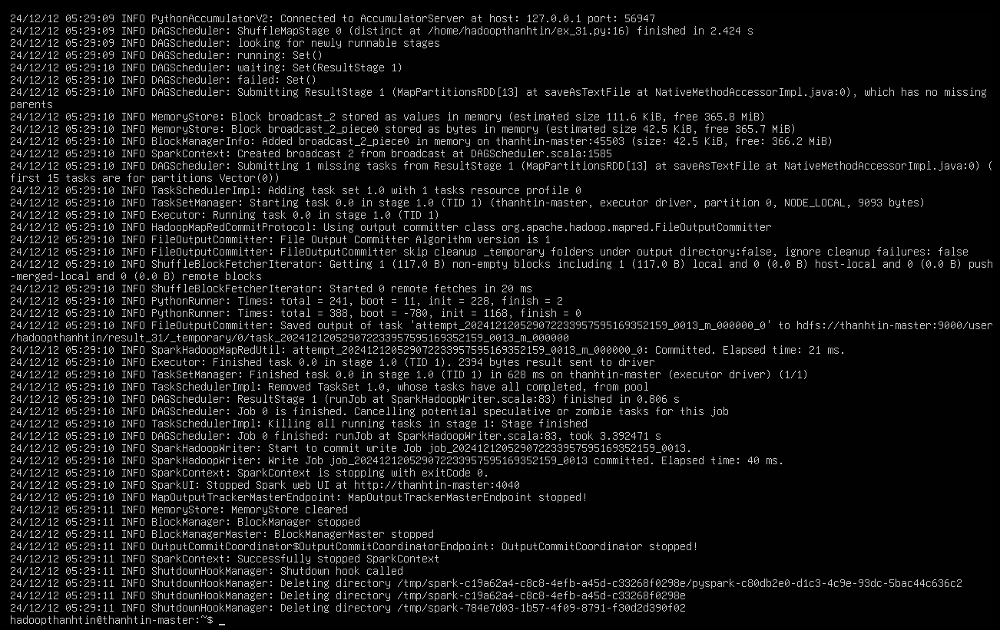 24/12/12 05:29:09 INFO PythonAccumulatorV2: Connected to AccumulatorServer at host: 127.0.0.1 port: 56947
24/12/12 05:29:09 INFO DAGScheduler: ShuffleMapStage 0 (distinct at /home/hadoopthanhtin/ex_31.py:16) finished in 2.424 s
24/12/12 05:29:09 INFO DAGScheduler: looking for newly runnable stages
24/12/12 05:29:09 INFO DAGScheduler: running: Set()
24/12/12 05:29:10 INFO DAGScheduler: waiting: Set(ResultStage 1)
24/12/12 05:29:10 INFO DAGScheduler: failed: Set()
24/12/12 05:29:10 INFO DAGScheduler: Submitting ResultStage 1 (MapPartitionsRDD[13] at saveAsTextFile at NativeMethodAccessorImpl.java:0), which has no missing
parents
24/12/12 05:29:10 INFO MemoryStore: Block broadcast_2 stored as values in memory (estimated size 111.6 KiB, free 365.8 MiB)
24/12/12 05:29:10 INFO MemoryStore: Block broadcast_2_piece0 stored as bytes in memory (estimated size 42.5 KiB, free 365.7 MiB)
24/12/12 05:29:10 INFO BlockManagerInfo: Added broadcast_2_piece0 in memory on thanhtin-master:45503 (size: 42.5 KiB, free: 366.2 MiB)
24/12/12 05:29:10 INFO SparkContext: Created broadcast 2 from broadcast at DAGScheduler.scala:1585
24/12/12 05:29:10 INFO DAGScheduler: Submitting 1 missing tasks from ResultStage 1 (MapPartitionsRDD[13] at saveAsTextFile at NativeMethodAccessorImpl.java:0) (
first 15 tasks are for partitions Vector(0))
24/12/12 05:29:10 INFO TaskSchedulerImpl: Adding task set 1.0 with 1 tasks resource profile 0
24/12/12 05:29:10 INFO TaskSetManager: Starting task 0.0 in stage 1.0 (TID 1) (thanhtin-master, executor driver, partition 0, NODE_LOCAL, 9093 bytes)
24/12/12 05:29:10 INFO Executor: Running task 0.0 in stage 1.0 (TID 1)
24/12/12 05:29:10 INFO HadoopMapRedCommitProtocol: Using output committer class org.apache.hadoop.mapred.FileOutputCommitter
24/12/12 05:29:10 INFO FileOutputCommitter: File Output Committer Algorithm version is 1
24/12/12 05:29:10 INFO FileOutputCommitter: FileOutputCommitter skip cleanup _temporary folders under output directory:false, ignore cleanup failures: false
24/12/12 05:29:10 INFO ShuffleBlockFetcherIterator: Getting 1 (117.0 B) non-empty blocks including 1 (117.0 B) local and 0 (0.0 B) host-local and 0 (0.0 B) push
-merged-local and 0 (0.0 B) remote blocks
24/12/12 05:29:10 INFO ShuffleBlockFetcherIterator: Started 0 remote fetches in 20 ms
24/12/12 05:29:10 INFO PythonRunner: Times: total = 241, boot = 11, init = 228, finish = 2
24/12/12 05:29:10 INFO PythonRunner: Times: total = 388, boot = -780, init = 1168, finish = 0
24/12/12 05:29:10 INFO FileOutputCommitter: Saved output of task 'attempt_202412120529072233957595169352159_0013_m_000000_0' to hdfs://thanhtin-master:9000/user
/hadoopthanhtin/result_31/_temporary/0/task_202412120529072233957595169352159_0013_m_000000
24/12/12 05:29:10 INFO SparkHadoopMapRedUtil: attempt_202412120529072233957595169352159_0013_m_000000_0: Committed. Elapsed time: 21 ms.
24/12/12 05:29:10 INFO Executor: Finished task 0.0 in stage 1.0 (TID 1). 2394 bytes result sent to driver
24/12/12 05:29:10 INFO TaskSetManager: Finished task 0.0 in stage 1.0 (TID 1) in 628 ms on thanhtin-master (executor driver) (1/1)
24/12/12 05:29:10 INFO TaskSchedulerImpl: Removed TaskSet 1.0, whose tasks have all completed, from pool
24/12/12 05:29:10 INFO DAGScheduler: ResultStage 1 (runJob at SparkHadoopWriter.scala:83) finished in 0.806 s
24/12/12 05:29:10 INFO DAGScheduler: Job 0 is finished. Cancelling potential speculative or zombie tasks for this job
24/12/12 05:29:10 INFO TaskSchedulerImpl: Killing all running tasks in stage 1: Stage finished
24/12/12 05:29:10 INFO DAGScheduler: Job 0 finished: runJob at SparkHadoopWriter.scala:83, took 3.392471 s
24/12/12 05:29:10 INFO SparkHadoopWriter: Start to commit write Job job_202412120529072233957595169352159_0013.
24/12/12 05:29:10 INFO SparkHadoopWriter: Write Job job_202412120529072233957595169352159_0013 committed. Elapsed time: 40 ms.
24/12/12 05:29:10 INFO SparkContext: SparkContext is stopping with exitCode 0.
24/12/12 05:29:10 INFO SparkUI: Stopped Spark web UI at http://thanhtin-master:4040
24/12/12 05:29:10 INFO MapOutputTrackerMasterEndpoint: MapOutputTrackerMasterEndpoint stopped!
24/12/12 05:29:11 INFO MemoryStore: MemoryStore cleared
24/12/12 05:29:11 INFO BlockManager: BlockManager stopped
24/12/12 05:29:11 INFO BlockManagerMaster: BlockManagerMaster stopped
24/12/12 05:29:11 INFO OutputCommitCoordinator$OutputCommitCoordinatorEndpoint: OutputCommitCoordinator stopped!
24/12/12 05:29:11 INFO SparkContext: Successfully stopped SparkContext
24/12/12 05:29:11 INFO ShutdownHookManager: Shutdown hook called
24/12/12 05:29:11 INFO ShutdownHookManager: Deleting directory /tmp/spark-c19a62a4-c8c8-4efb-a45d-c33268f0298e/pyspark-c80db2e0-d1c3-4c9e-93dc-5bac44c636c2
24/12/12 05:29:11 INFO ShutdownHookManager: Deleting directory /tmp/spark-c19a62a4-c8c8-4efb-a45d-c33268f0298e
24/12/12 05:29:11 INFO ShutdownHookManager: Deleting directory /tmp/spark-784e7d03-1b57-4f09-8791-f30d2d390f02
hadoopthanhtin@thanhtin-master:~$ _